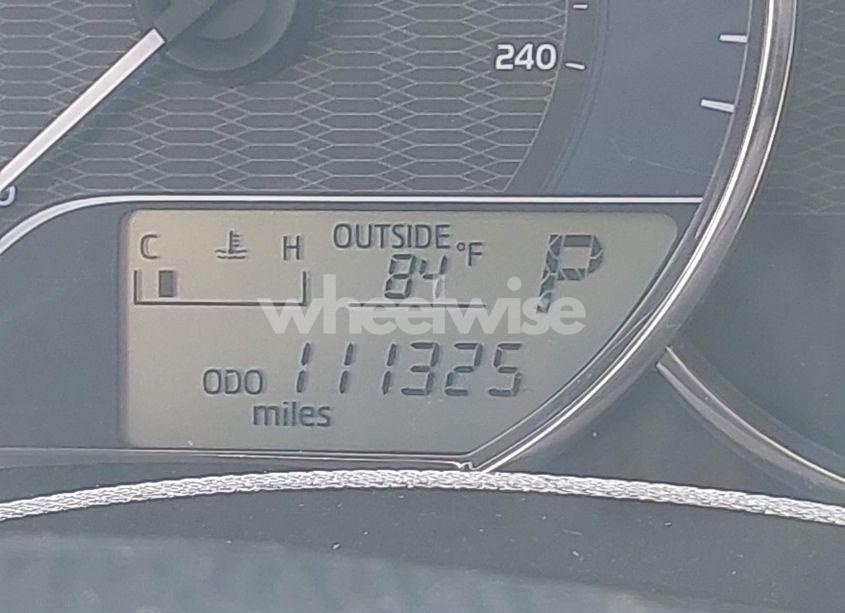 240
C H OUTSIDE °F P
84
wheelwise
ODO 111325
miles